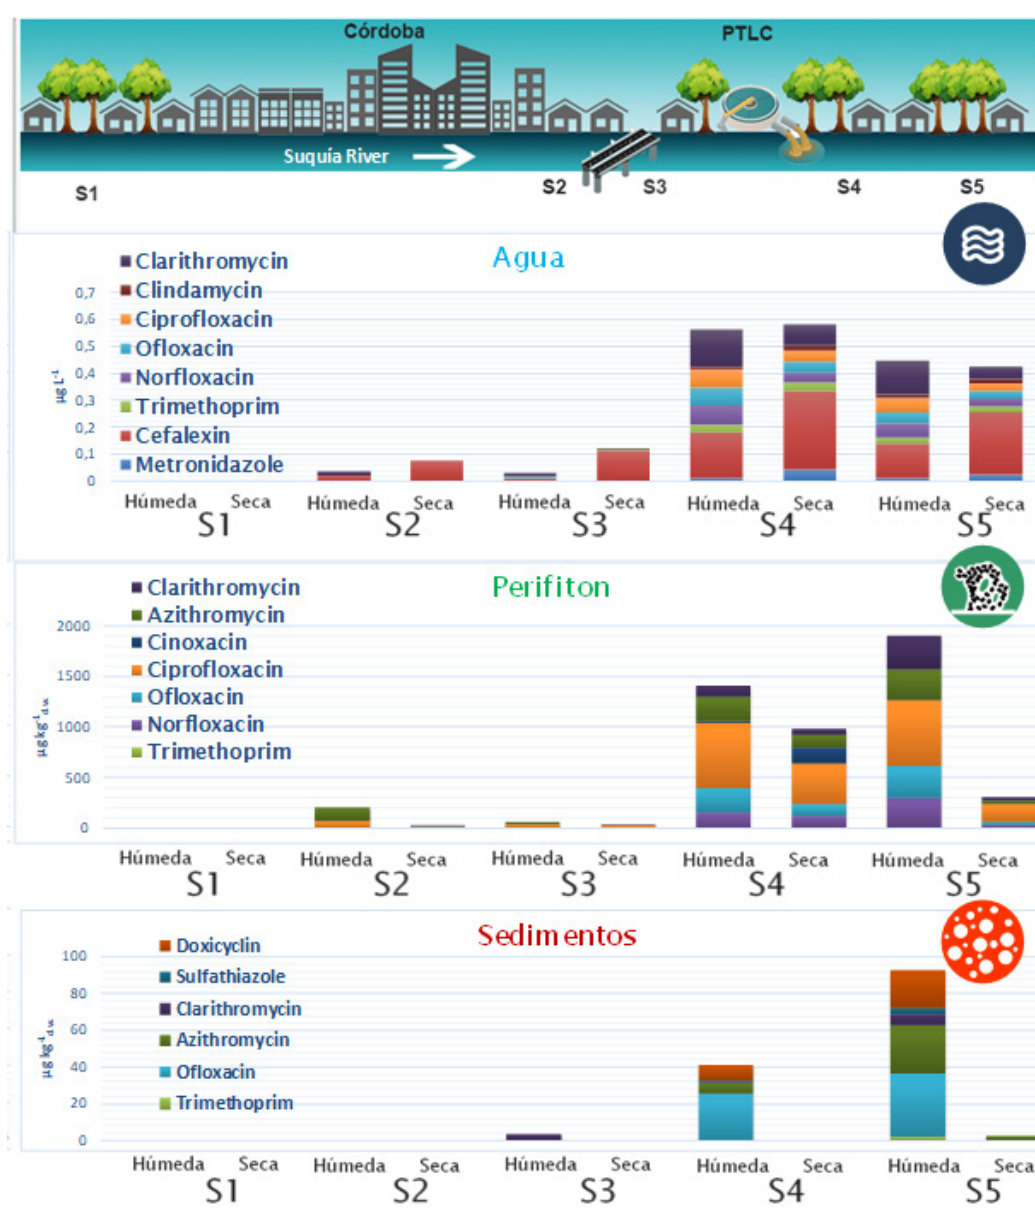 Córdoba PTLC
Suquía River
S1 S2 S3 S4 S5
Agua
Clarithromycin
Clindamycin
Ciprofloxacin
Ofloxacin
Norfloxacin
Trimethoprim
Cefalexin
Metronidazole
µg L⁻¹
0,7
0,6
0,5
0,4
0,3
0,2
0,1
0
Húmeda Seca Húmeda Seca Húmeda Seca Húmeda Seca Húmeda Seca
S1 S2 S3 S4 S5
Perifiton
Clarithromycin
Azithromycin
Cinoxacin
Ciprofloxacin
Ofloxacin
Norfloxacin
Trimethoprim
µg kg⁻¹ d.w.
2000
1500
1000
500
0
Húmeda Seca Húmeda Seca Húmeda Seca Húmeda Seca Húmeda Seca
S1 S2 S3 S4 S5
Sedimentos
Doxicyclin
Sulfathiazole
Clarithromycin
Azithromycin
Ofloxacin
Trimethoprim
µg kg⁻¹ d.w.
100
80
60
40
20
0
Húmeda Seca Húmeda Seca Húmeda Seca Húmeda Seca Húmeda Seca
S1 S2 S3 S4 S5